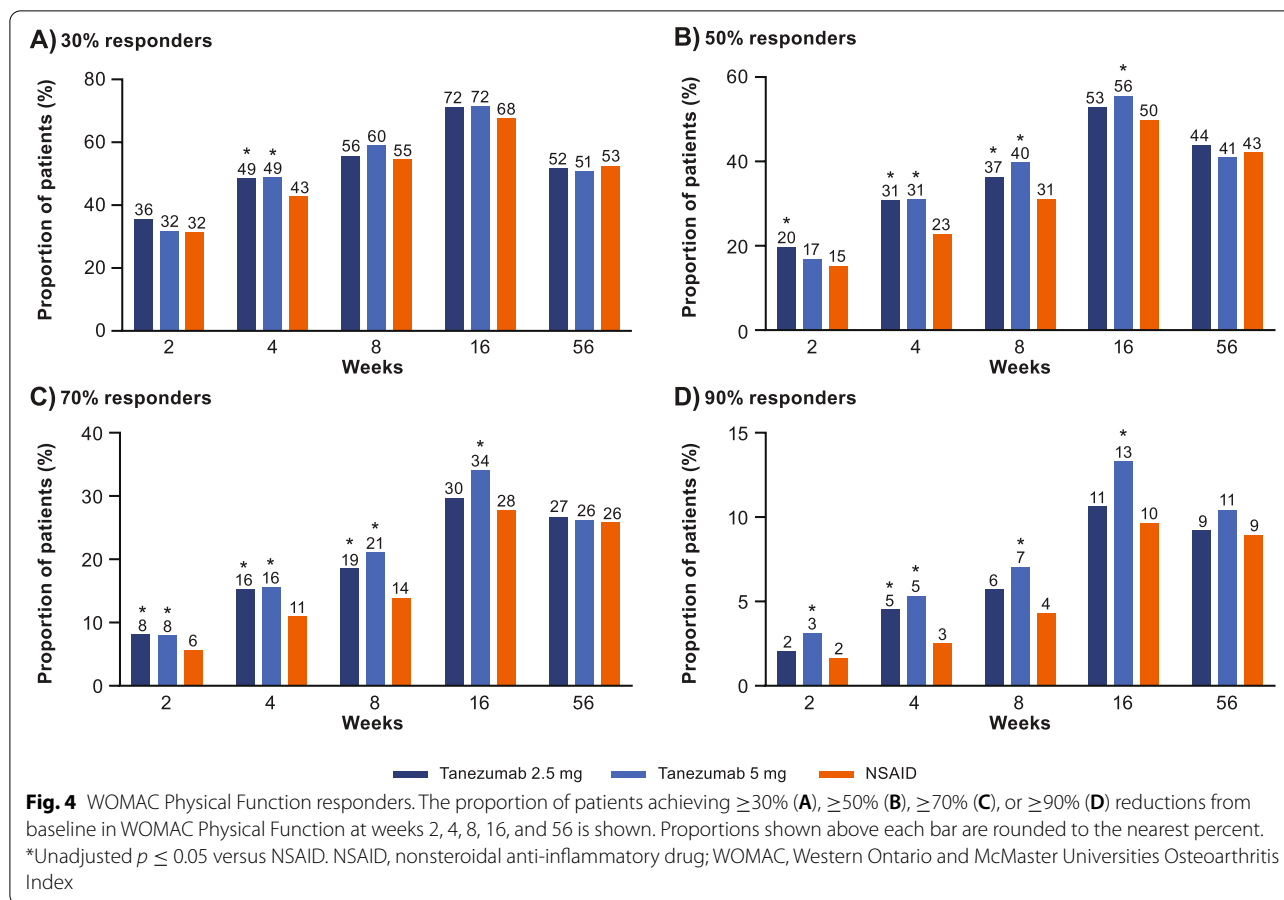 A) 30% responders
Proportion of patients (%)
80
60
40
20
0
36 32 32
* *
49 49 43
56 60 55
72 72 68
52 51 53
2 4 8 16 56
Weeks
B) 50% responders
Proportion of patients (%)
60
40
20
0
*
20 17 15
* *
31 31 23
* *
37 40 31
*
53 56 50
44 41 43
2 4 8 16 56
Weeks
C) 70% responders
Proportion of patients (%)
40
30
20
10
0
* *
8 8 6
* *
16 16 11
* *
19 21 14
*
30 34 28
27 26 26
2 4 8 16 56
Weeks
D) 90% responders
Proportion of patients (%)
15
10
5
0
*
2 3 2
* *
5 5 3
*
6 7 4
*
11 13 10
9 11 9
2 4 8 16 56
Weeks
Tanezumab 2.5 mg Tanezumab 5 mg NSAID
Fig. 4 WOMAC Physical Function responders. The proportion of patients achieving ≥30% (A), ≥50% (B), ≥70% (C), or ≥90% (D) reductions from
baseline in WOMAC Physical Function at weeks 2, 4, 8, 16, and 56 is shown. Proportions shown above each bar are rounded to the nearest percent.
*Unadjusted p ≤ 0.05 versus NSAID. NSAID, nonsteroidal anti-inflammatory drug; WOMAC, Western Ontario and McMaster Universities Osteoarthritis
Index